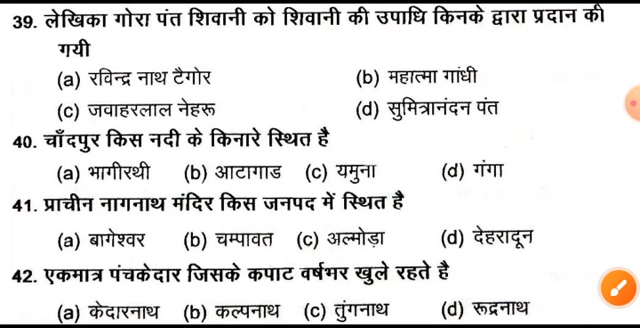 39. लेखिका गोरा पंत शिवानी को शिवानी की उपाधि किनके द्वारा प्रदान की
गयी
(a) रविन्द्र नाथ टैगोर (b) महात्मा गांधी
(c) जवाहरलाल नेहरू (d) सुमित्रानंदन पंत
40. चाँदपुर किस नदी के किनारे स्थित है
(a) भागीरथी (b) आटागाड (c) यमुना (d) गंगा
41. प्राचीन नागनाथ मंदिर किस जनपद में स्थित है
(a) बागेश्वर (b) चम्पावत (c) अल्मोड़ा (d) देहरादून
42. एकमात्र पंचकेदार जिसके कपाट वर्षभर खुले रहते है
(a) केदारनाथ (b) कल्पनाथ (c) तुंगनाथ (d) रूद्रनाथ